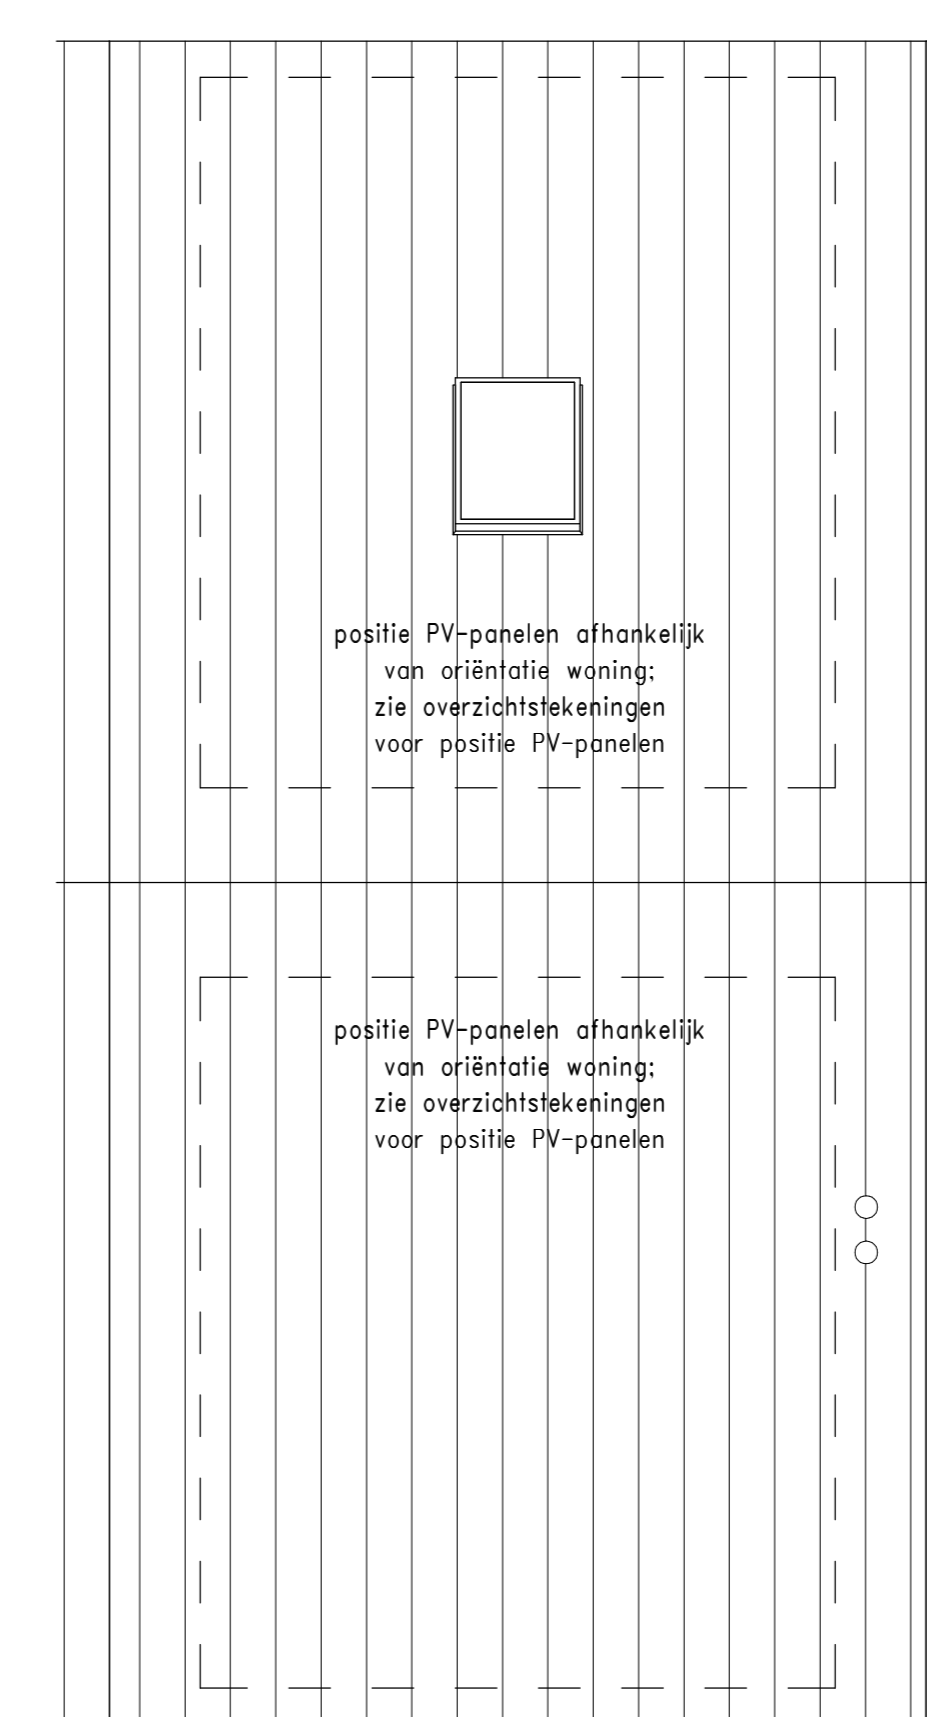 positie PV-panelen afhankelijk
van oriëntatie woning;
zie overzichtstekeningen
voor positie PV-panelen
positie PV-panelen afhankelijk
van oriëntatie woning;
zie overzichtstekeningen
voor positie PV-panelen